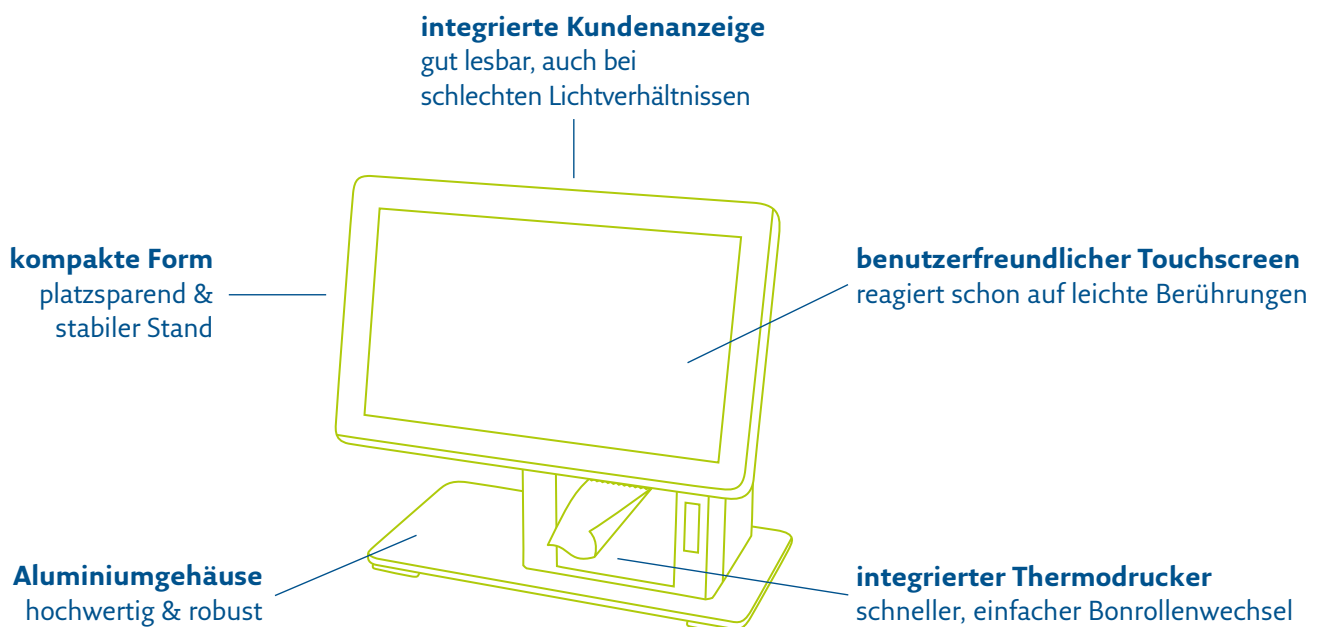 integrierte Kundenanzeige
gut lesbar, auch bei
schlechten Lichtverhältnissen
kompakte Form
platzsparend &
stabiler Stand
benutzerfreundlicher Touchscreen
reagiert schon auf leichte Berührungen
Aluminiumgehäuse
hochwertig & robust
integrierter Thermodrucker
schneller, einfacher Bonrollenwechsel